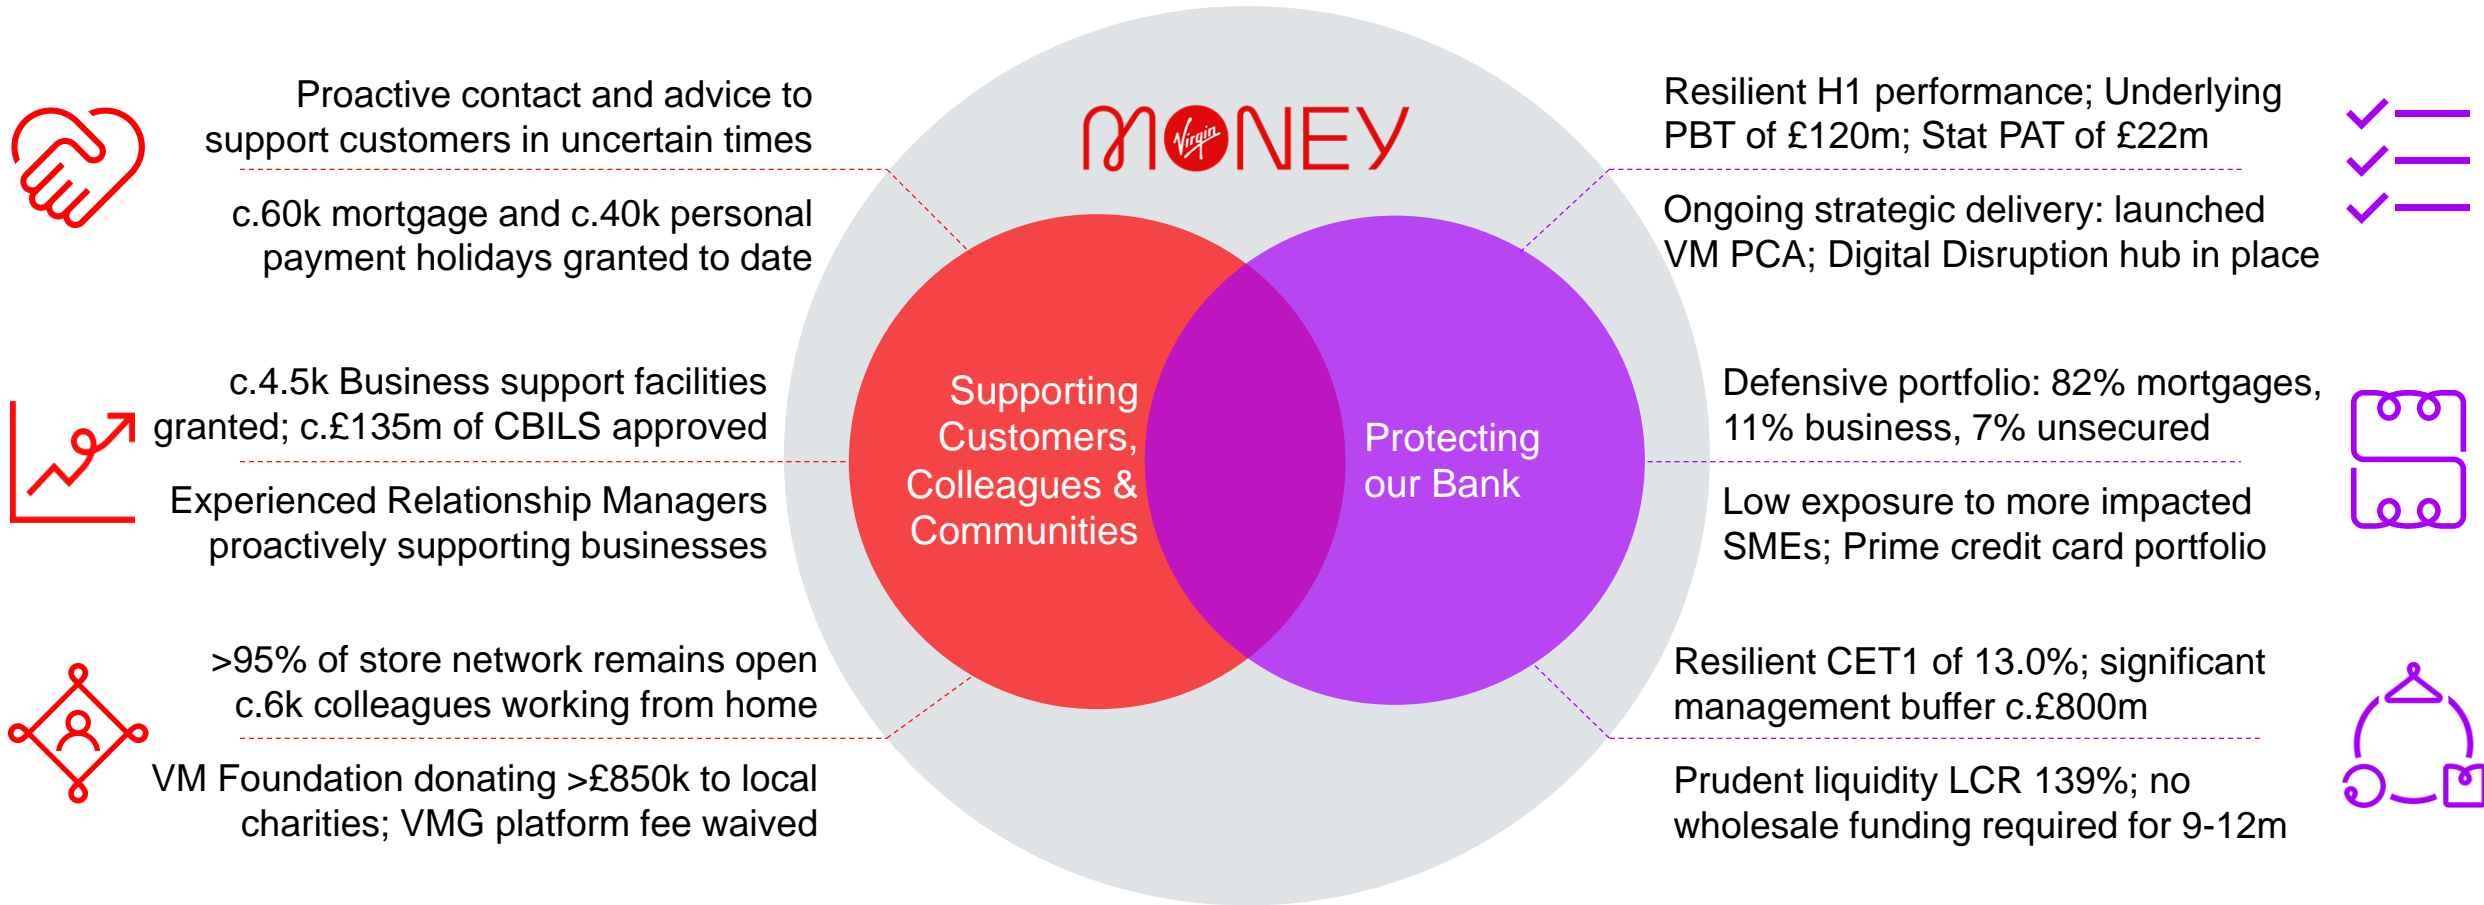 Proactive contact and advice to
support customers in uncertain times
c.60k mortgage and c.40k personal
payment holidays granted to date
c.4.5k Business support facilities
granted; c.£135m of CBILS approved
Experienced Relationship Managers
proactively supporting businesses
>95% of store network remains open
c.6k colleagues working from home
VM Foundation donating >£850k to local
charities; VMG platform fee waived
MONEY
Virgin
Supporting
Customers,
Colleagues &
Communities
Protecting
our Bank
Resilient H1 performance; Underlying
PBT of £120m; Stat PAT of £22m
Ongoing strategic delivery: launched
VM PCA; Digital Disruption hub in place
Defensive portfolio: 82% mortgages,
11% business, 7% unsecured
Low exposure to more impacted
SMEs; Prime credit card portfolio
Resilient CET1 of 13.0%; significant
management buffer c.£800m
Prudent liquidity LCR 139%; no
wholesale funding required for 9-12m